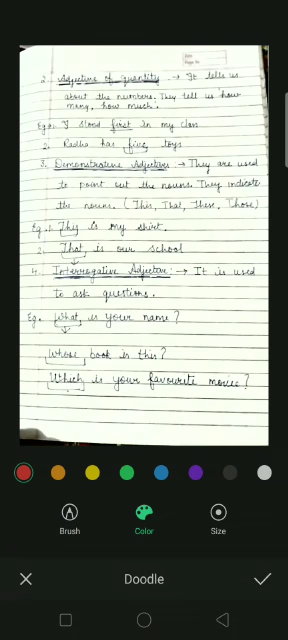 2. Adjective of quantity → It tells us
about the numbers. They tell us how
many, how much.
Eg:- I stood first in my class
2. Radha has five toys
3. Demonstrative Adjectives → They are used
to point out the nouns. They indicate
the nouns. (This, That, These, Those)
Eg. 1. This is my shirt.
2. That is our school
4. Interrogative Adjective:→ It is used
to ask questions.
Eg. What is your name?
Whose book is this?
Which is your favourite movie?
Brush
Color
Size
Doodle